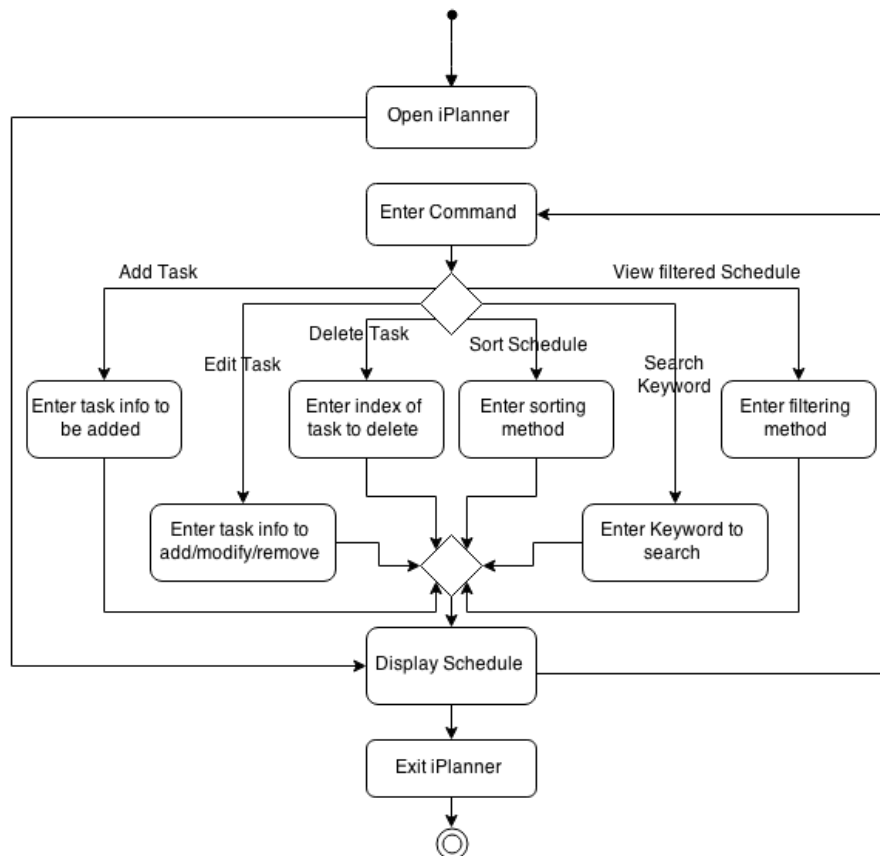 Open iPlanner
Enter Command
Add Task
View filtered Schedule
Delete Task
Sort Schedule
Edit Task
Search
Keyword
Enter task info to
be added
Enter index of
task to delete
Enter sorting
method
Enter filtering
method
Enter task info to
add/modify/remove
Enter Keyword to
search
Display Schedule
Exit iPlanner